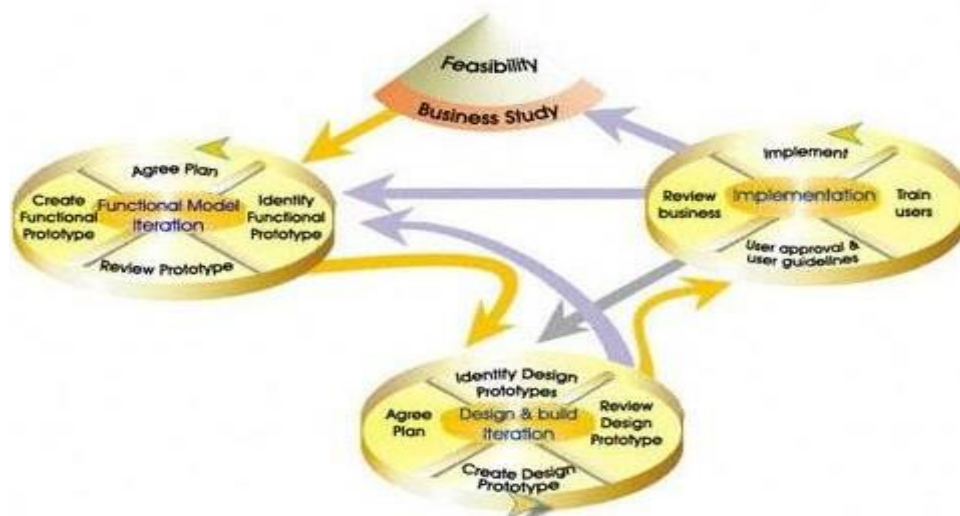 Feasibility
Business Study
Agree Plan
Create
Functional
Prototype
Functional Model
Iteration
Identify
Functional
Prototype
Review Prototype
Implement
Review
business
Implementation
Train
users
User approval &
user guidelines
Identify Design
Prototypes
Agree
Plan
Design & build
Iteration
Review
Design
Prototype
Create Design
Prototype